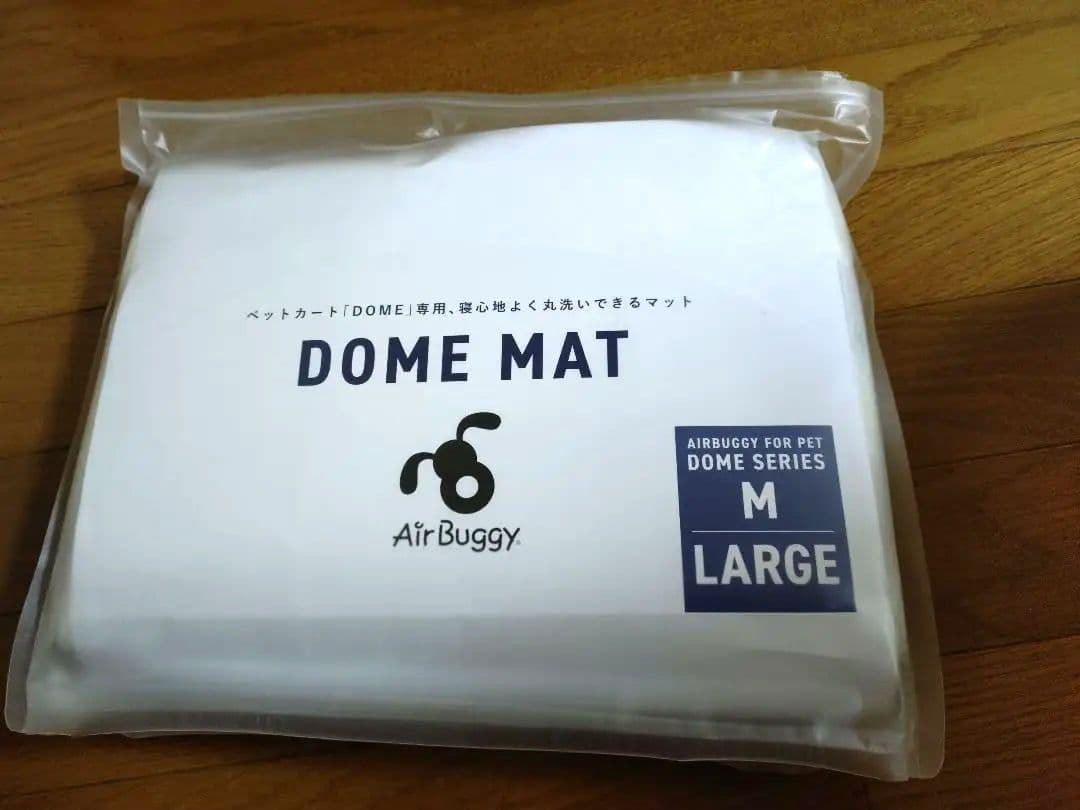 ペットカート「DOME」専用、寝心地よく丸洗いできるマット
DOME MAT
AirBuggy
AIRBUGGY FOR PET
DOME SERIES
M
LARGE